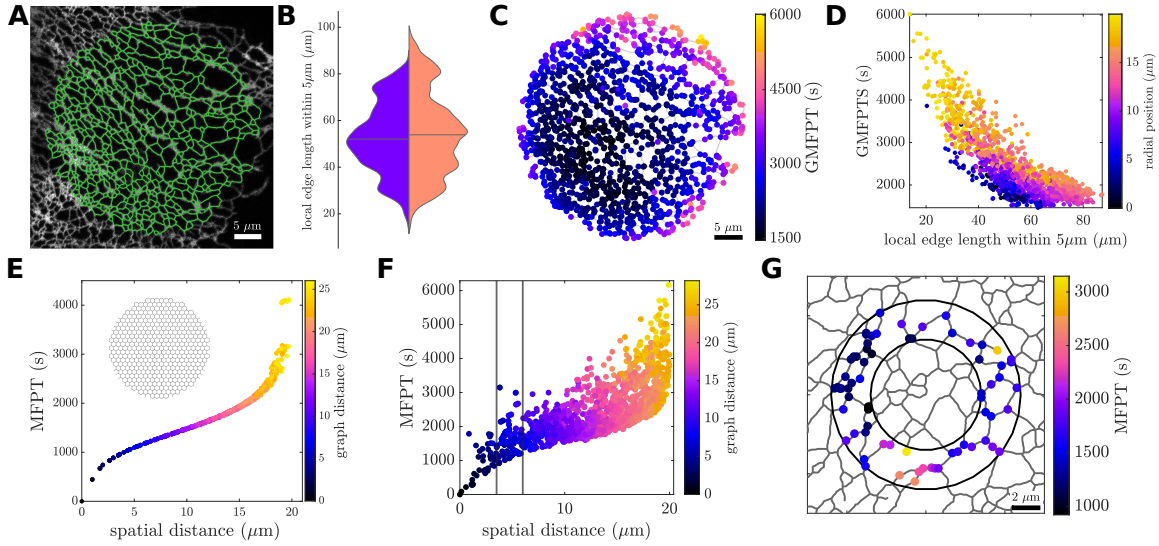 A
5 μm
B
local edge length within 5μm (μm)
100
80
60
40
20
C
5 μm
GMFPT (s)
6000
4500
3000
1500
D
GMFPTS (s)
6000
5000
4000
3000
2000
20
40
60
80
local edge length within 5μm (μm)
radial position (μm)
15
10
5
0
E
MFPT (s)
4000
3000
2000
1000
0
0
5
10
15
20
spatial distance (μm)
graph distance (μm)
25
20
15
10
5
0
F
MFPT (s)
6000
5000
4000
3000
2000
1000
0
0
10
20
spatial distance (μm)
graph distance (μm)
25
20
15
10
5
0
G
2 μm
MFPT (s)
3000
2500
2000
1500
1000